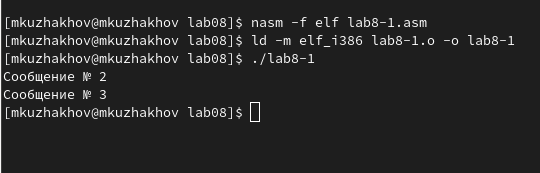 [mkuzhakhov@mkuzhakhov lab08]$ nasm -f elf lab8-1.asm
[mkuzhakhov@mkuzhakhov lab08]$ ld -m elf_i386 lab8-1.o -o lab8-1
[mkuzhakhov@mkuzhakhov lab08]$ ./lab8-1
Сообщение № 2
Сообщение № 3
[mkuzhakhov@mkuzhakhov lab08]$